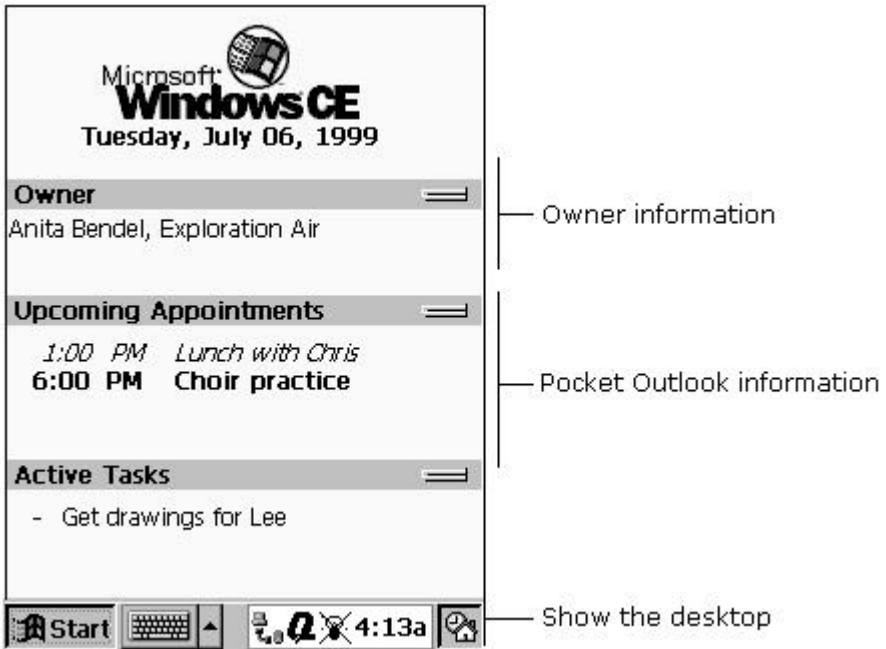 Microsoft
Windows CE
Tuesday, July 06, 1999
Owner
Anita Bendel, Exploration Air
Owner information
Upcoming Appointments
1:00 PM Lunch with Chris
6:00 PM Choir practice
Pocket Outlook information
Active Tasks
- Get drawings for Lee
Start
4:13a
Show the desktop